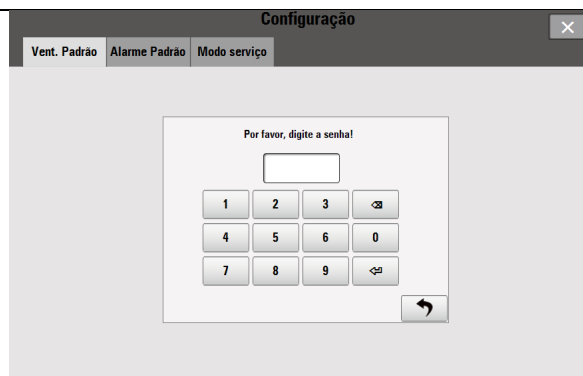 Configuração
Vent. Padrão Alarme Padrão Modo serviço
Por favor, digite a senha!
1 2 3
4 5 6 0
7 8 9